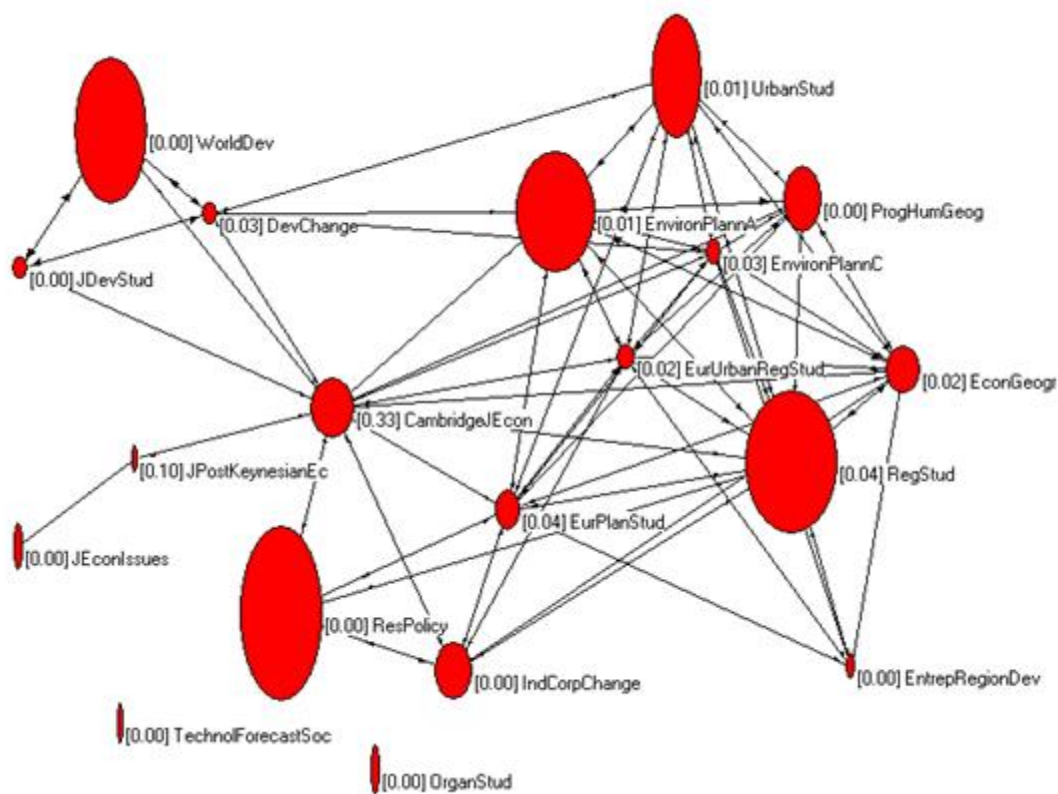 [0.01] UrbanStud
[0.00] WorldDev
[0.00] ProgHumGeog
[0.03] DevChange
[0.01] EnvironPlannA
[0.03] EnvironPlannC
[0.00] JDevStud
[0.02] EurUrbanRegStud
[0.02] EconGeogr
[0.33] CambridgeJEcon
[0.10] JPostKeynesianEc
[0.04] RegStud
[0.04] EurPlanStud
[0.00] JEconIssues
[0.00] ResPolicy
[0.00] EntrepRegionDev
[0.00] IndCorpChange
[0.00] TechnolForecastSoc
[0.00] OrganStud